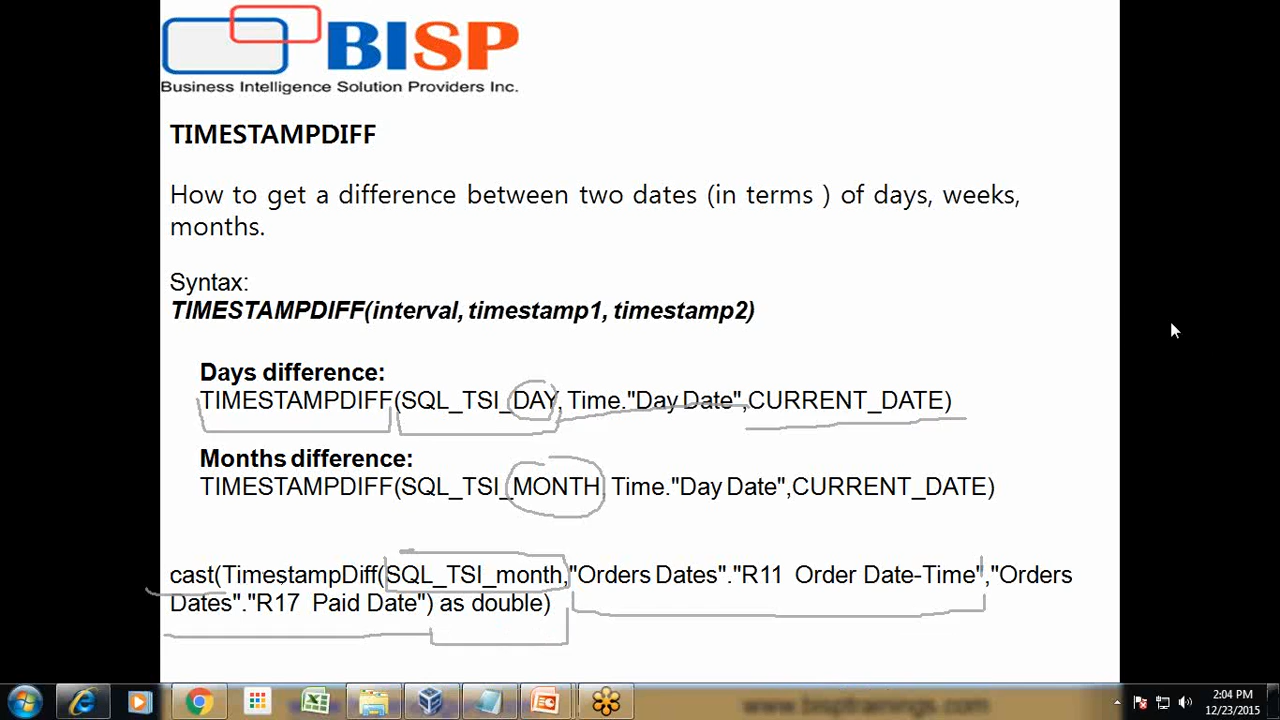 BISP
Business Intelligence Solution Providers Inc.
TIMESTAMPDIFF
How to get a difference between two dates (in terms ) of days, weeks,
months.
Syntax:
TIMESTAMPDIFF(interval, timestamp1, timestamp2)
Days difference:
TIMESTAMPDIFF(SQL_TSI_DAY, Time."Day Date",CURRENT_DATE)
Months difference:
TIMESTAMPDIFF(SQL_TSI_MONTH, Time."Day Date",CURRENT_DATE)
cast(TimestampDiff(SQL_TSI_month,"Orders Dates"."R11 Order Date-Time","Orders
Dates"."R17 Paid Date") as double)
www.bisptrainings.com
2:04 PM
12/23/2015